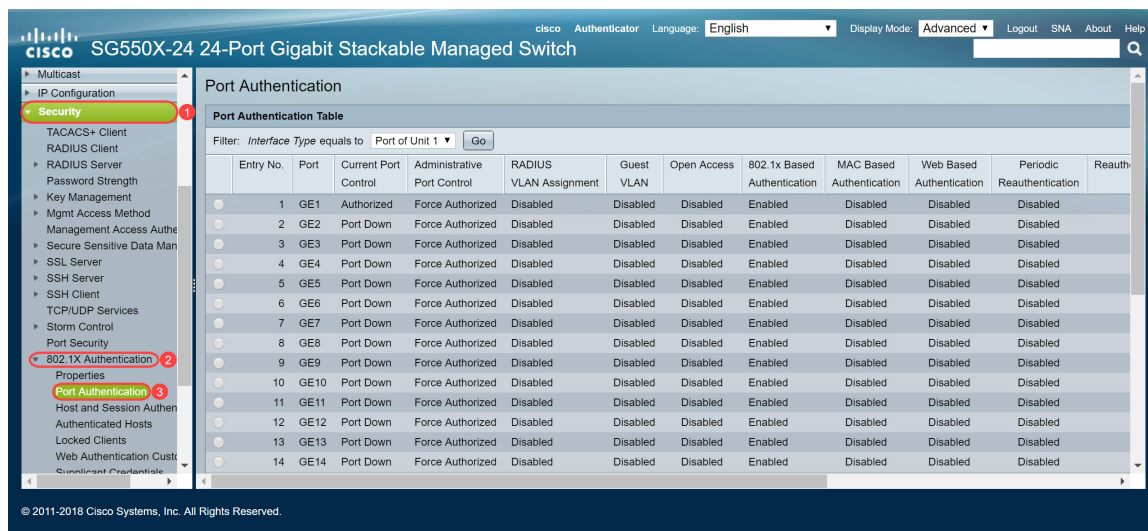 cisco Authenticator Language: English Display Mode: Advanced Logout SNA About Help
CISCO SG550X-24 24-Port Gigabit Stackable Managed Switch
Multicast
IP Configuration
Security 1
TACACS+ Client
RADIUS Client
RADIUS Server
Password Strength
Key Management
Mgmt Access Method
Management Access Authe
Secure Sensitive Data Man
SSL Server
SSH Server
SSH Client
TCP/UDP Services
Storm Control
Port Security
802.1X Authentication 2
Properties
Port Authentication 3
Host and Session Authen
Authenticated Hosts
Locked Clients
Web Authentication Custo
Supplicant Credentials
Port Authentication
Port Authentication Table
Filter: Interface Type equals to Port of Unit 1 Go
Entry No. Port Current Port Administrative RADIUS Guest Open Access 802.1x Based MAC Based Web Based Periodic Reauthe
Control Port Control VLAN Assignment VLAN Authentication Authentication Authentication Reauthentication
1 GE1 Authorized Force Authorized Disabled Disabled Disabled Enabled Disabled Disabled Disabled
2 GE2 Port Down Force Authorized Disabled Disabled Disabled Enabled Disabled Disabled Disabled
3 GE3 Port Down Force Authorized Disabled Disabled Disabled Enabled Disabled Disabled Disabled
4 GE4 Port Down Force Authorized Disabled Disabled Disabled Enabled Disabled Disabled Disabled
5 GE5 Port Down Force Authorized Disabled Disabled Disabled Enabled Disabled Disabled Disabled
6 GE6 Port Down Force Authorized Disabled Disabled Disabled Enabled Disabled Disabled Disabled
7 GE7 Port Down Force Authorized Disabled Disabled Disabled Enabled Disabled Disabled Disabled
8 GE8 Port Down Force Authorized Disabled Disabled Disabled Enabled Disabled Disabled Disabled
9 GE9 Port Down Force Authorized Disabled Disabled Disabled Enabled Disabled Disabled Disabled
10 GE10 Port Down Force Authorized Disabled Disabled Disabled Enabled Disabled Disabled Disabled
11 GE11 Port Down Force Authorized Disabled Disabled Disabled Enabled Disabled Disabled Disabled
12 GE12 Port Down Force Authorized Disabled Disabled Disabled Enabled Disabled Disabled Disabled
13 GE13 Port Down Force Authorized Disabled Disabled Disabled Enabled Disabled Disabled Disabled
14 GE14 Port Down Force Authorized Disabled Disabled Disabled Enabled Disabled Disabled Disabled
© 2011-2018 Cisco Systems, Inc. All Rights Reserved.